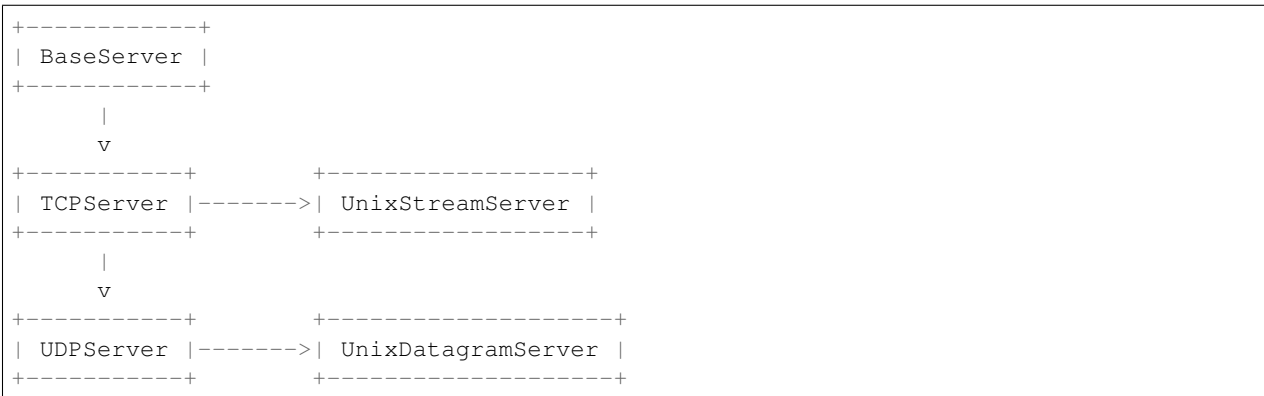 +------------+
| BaseServer |
+------------+
      |
      v
+-----------+        +------------------+
| TCPServer |------->| UnixStreamServer |
+-----------+        +------------------+
      |
      v
+-----------+        +--------------------+
| UDPServer |------->| UnixDatagramServer |
+-----------+        +--------------------+